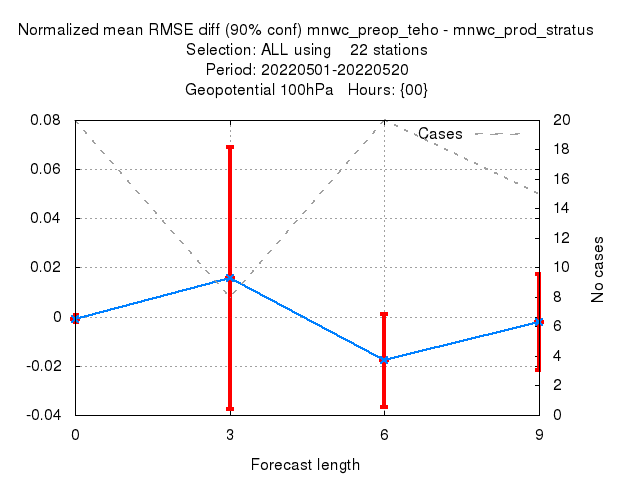 Normalized mean RMSE diff (90% conf) mnwc_preop_teho - mnwc_prod_stratus
Selection: ALL using    22 stations
Period: 20220501-20220520
Geopotential 100hPa   Hours: {00}
Cases
0.08
0.06
0.04
0.02
0
-0.02
-0.04
20
18
16
14
12
10
8
6
4
2
0
No cases
0 3 6 9
Forecast length